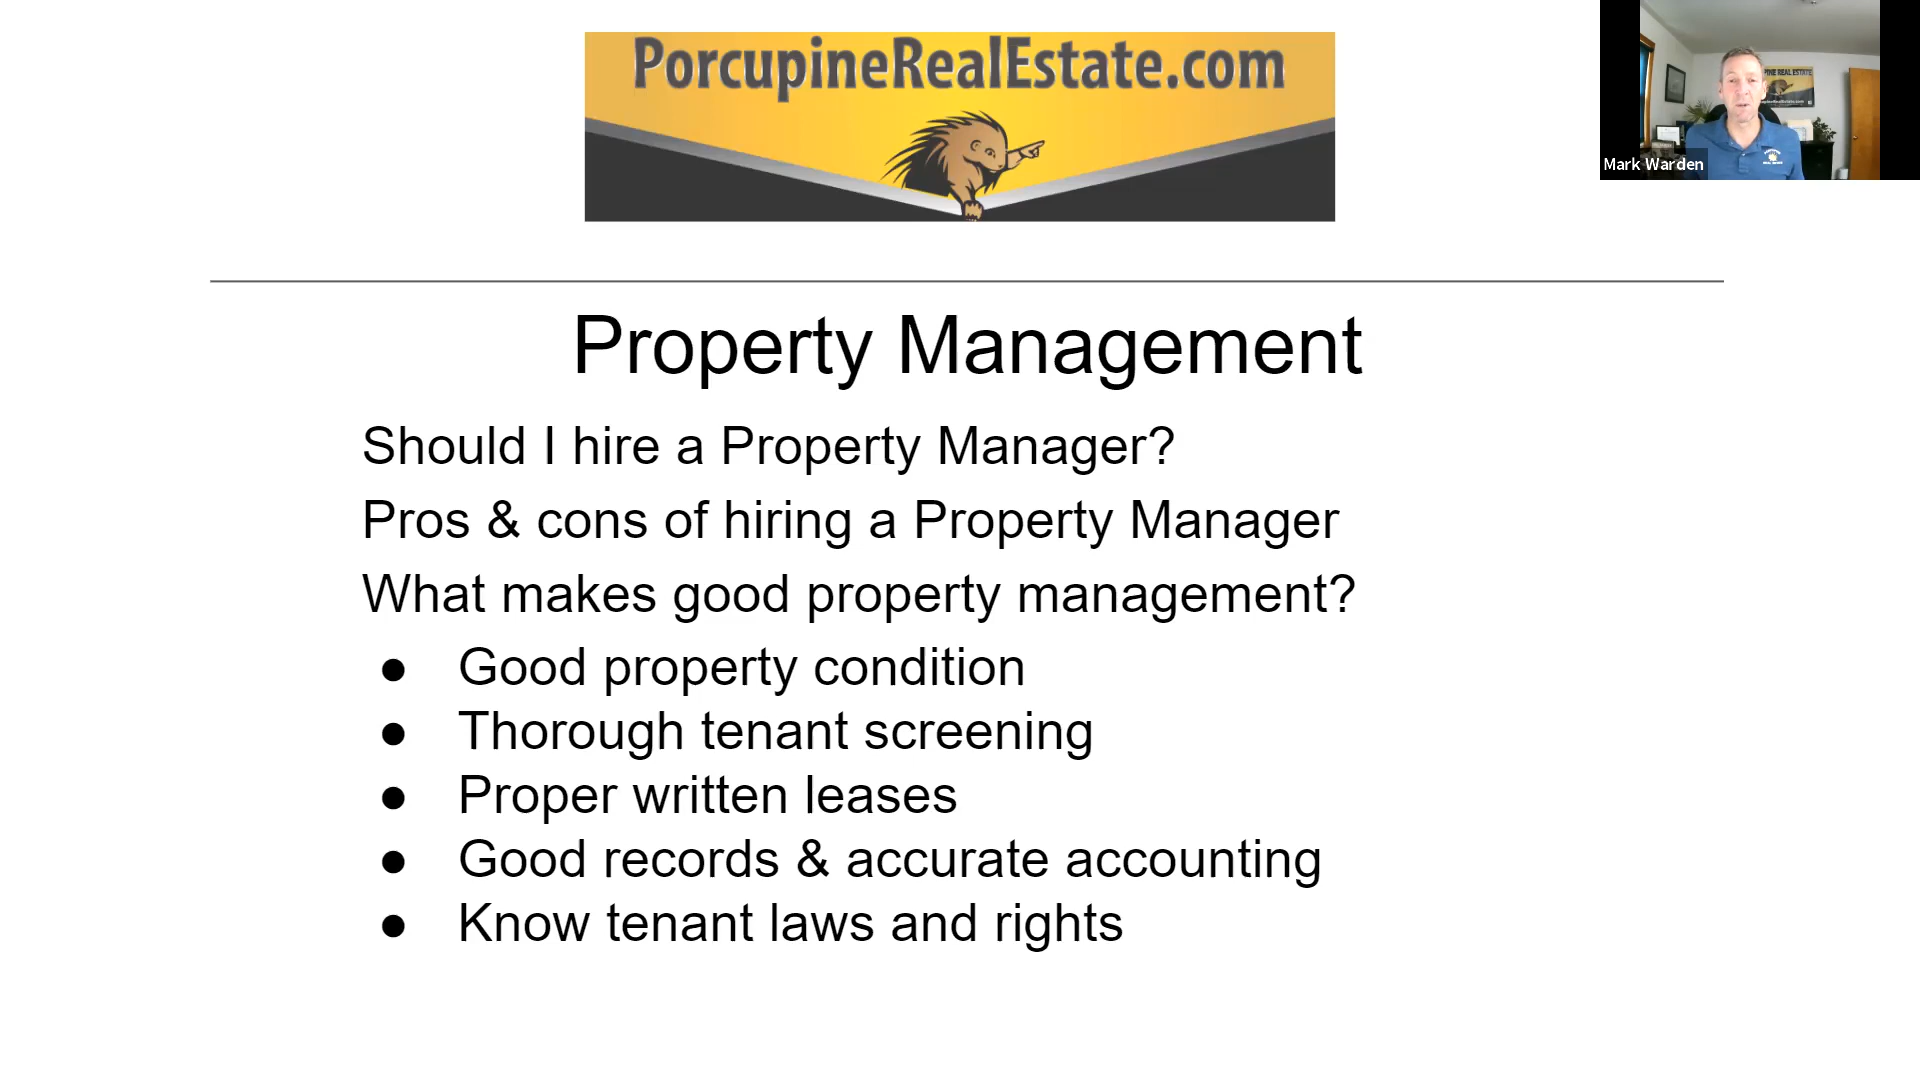 PorcupineRealEstate.com
Mark Warden
Property Management
Should I hire a Property Manager?
Pros & cons of hiring a Property Manager
What makes good property management?
● Good property condition
● Thorough tenant screening
● Proper written leases
● Good records & accurate accounting
● Know tenant laws and rights